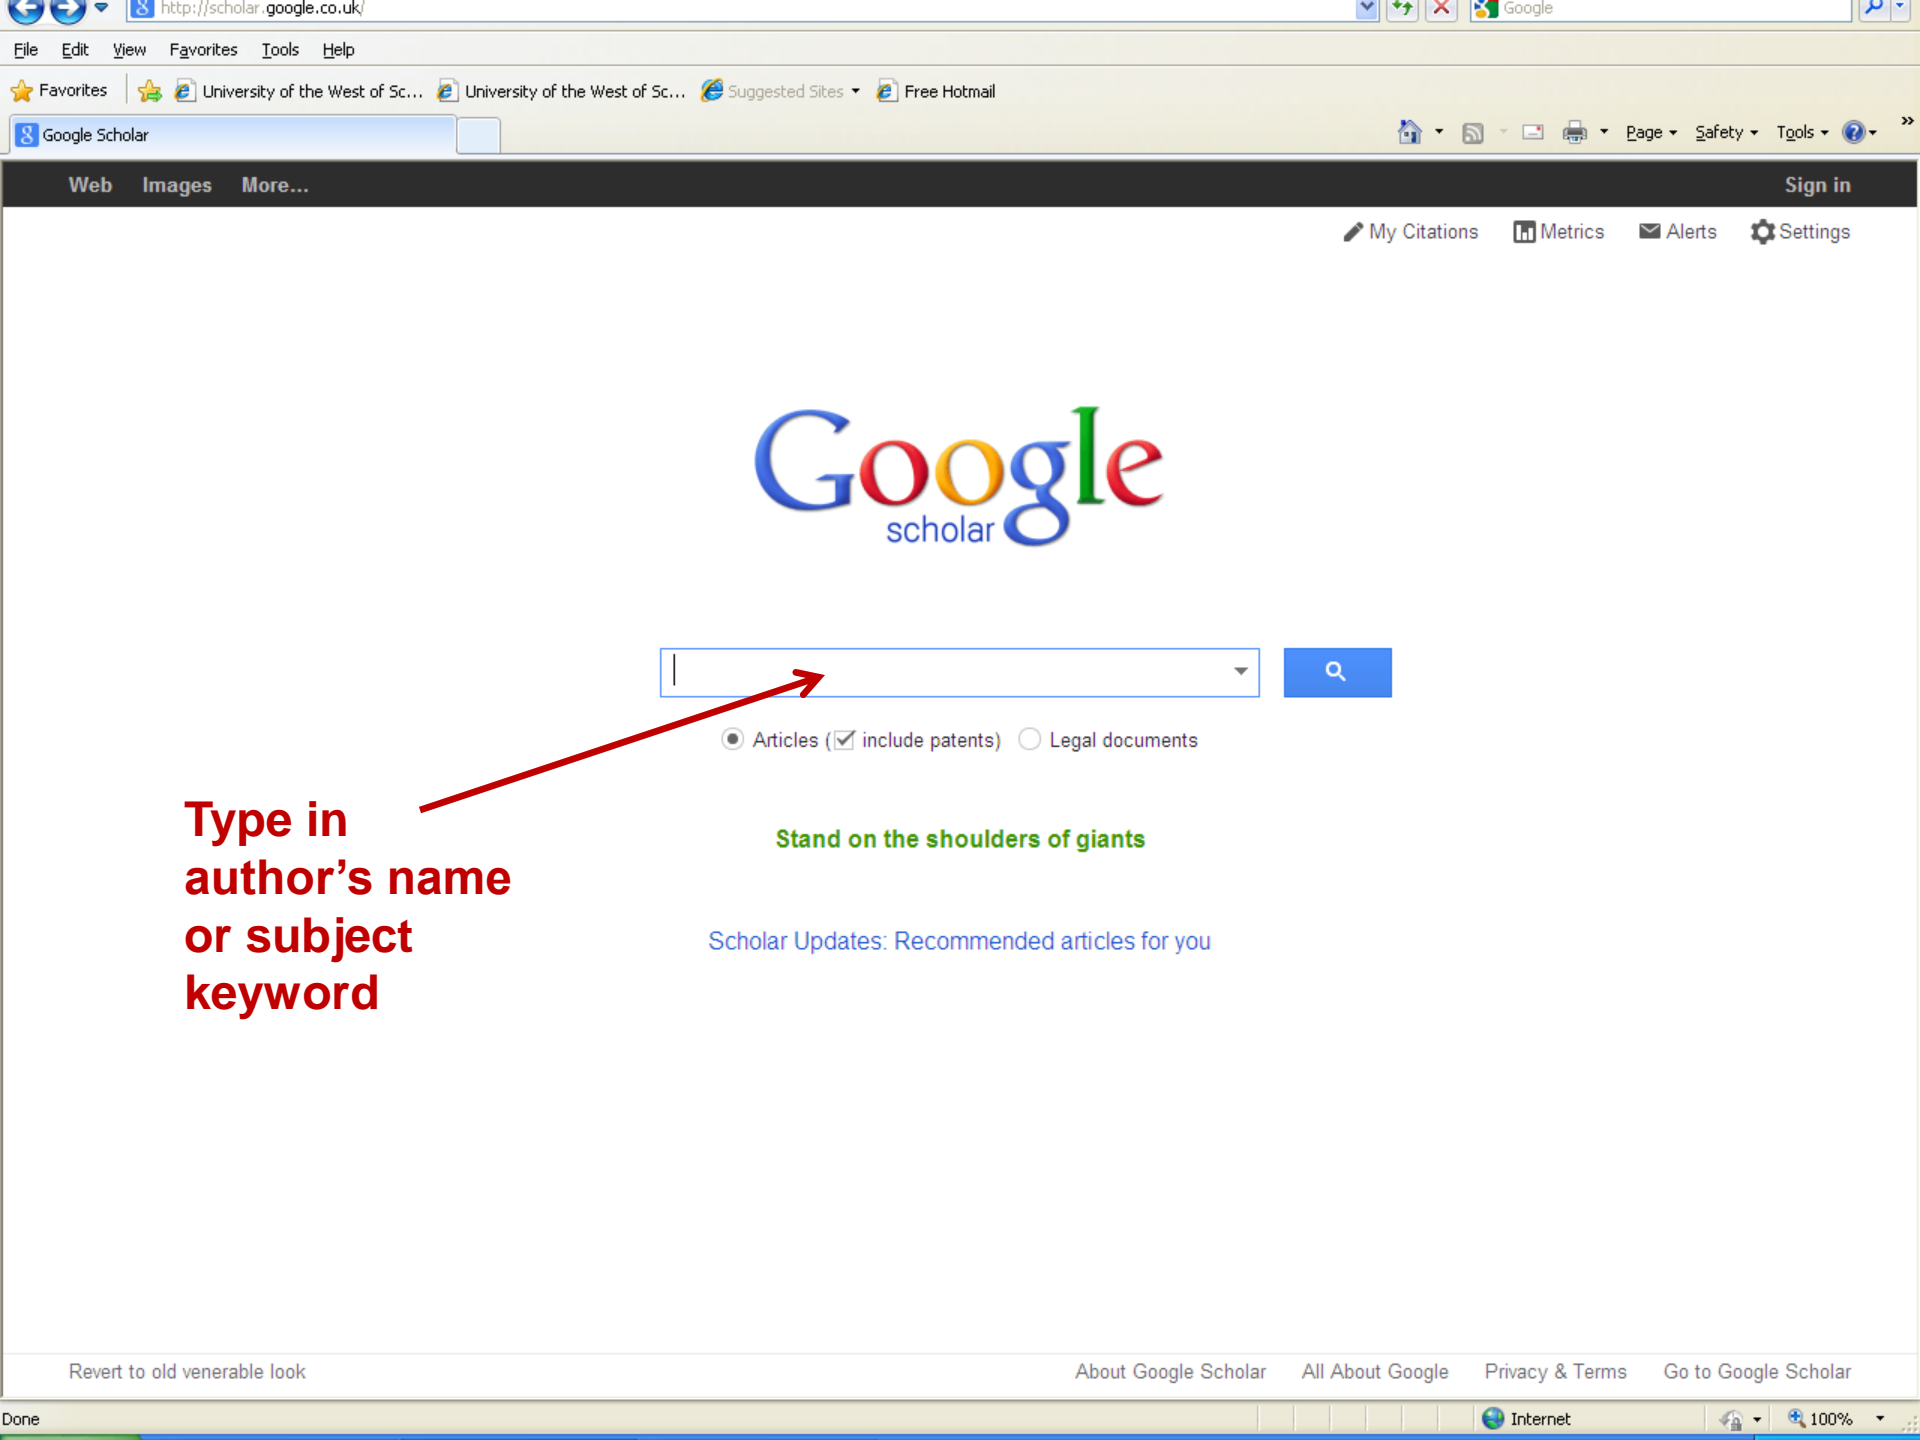 http://scholar.google.co.uk/
Google
File Edit View Favorites Tools Help
Favorites University of the West of Sc... University of the West of Sc... Suggested Sites Free Hotmail
Google Scholar
Page Safety Tools »
Web Images More... Sign in
My Citations Metrics Alerts Settings
Google
scholar
Articles ( include patents) Legal documents
Type in
author’s name
or subject
keyword
Stand on the shoulders of giants
Scholar Updates: Recommended articles for you
Revert to old venerable look About Google Scholar All About Google Privacy & Terms Go to Google Scholar
Done Internet 100%